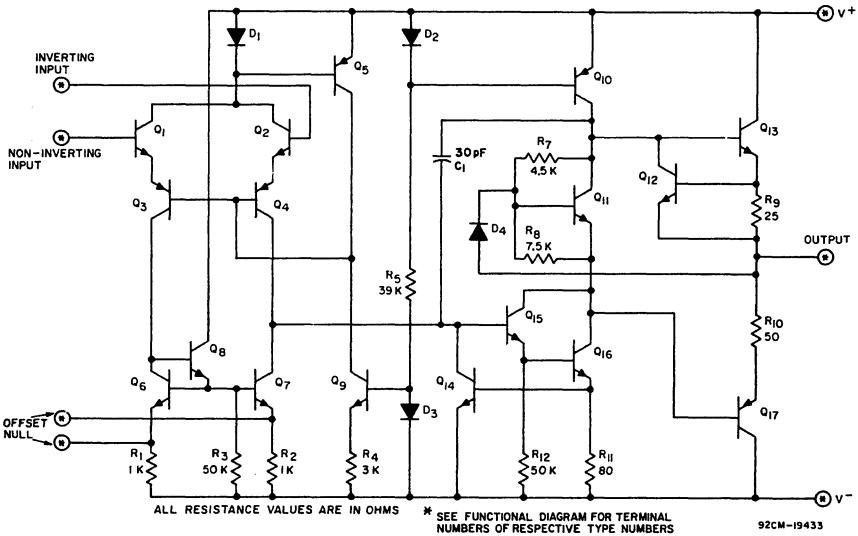 V+
D1
D2
INVERTING
INPUT
Q5
Q10
Q1
Q2
Q13
NON-INVERTING
INPUT
30 pF
C1
R7
4.5 K
Q12
Q3
Q4
Q11
R9
25
D4
R8
7.5 K
OUTPUT
R5
39 K
Q15
R10
50
Q8
Q16
Q6
Q7
Q9
Q14
Q17
OFFSET
NULL
D3
R1
1 K
R3
50 K
R2
1 K
R4
3 K
R12
50 K
R11
80
V-
ALL RESISTANCE VALUES ARE IN OHMS
* SEE FUNCTIONAL DIAGRAM FOR TERMINAL
NUMBERS OF RESPECTIVE TYPE NUMBERS
92CM-19433